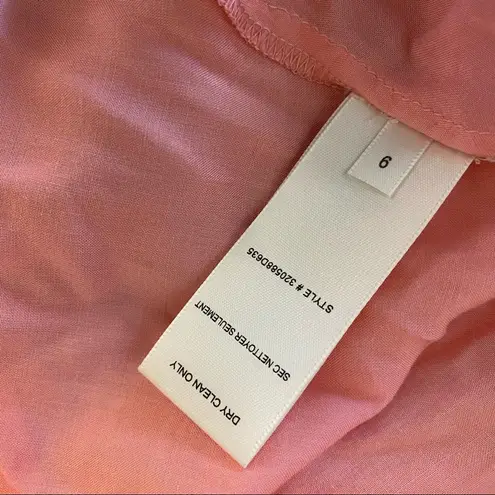 DRY CLEAN ONLY
SEC NETTOYER SEULEMENT
STYLE # 320588D635
6